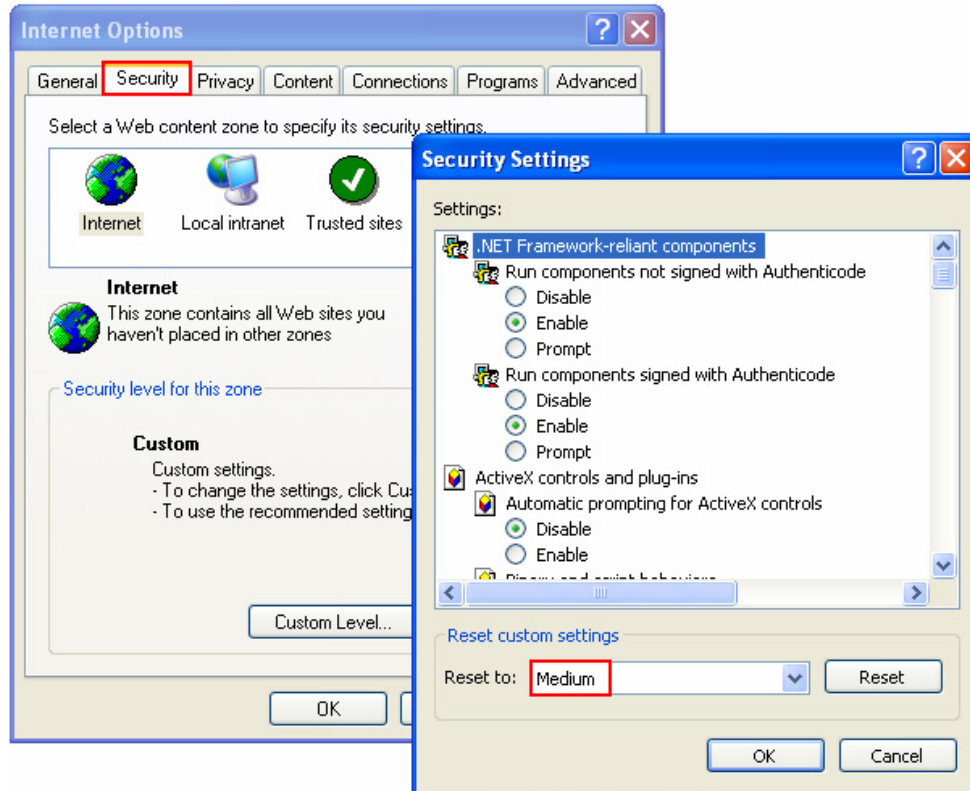 Internet Options
General Security Privacy Content Connections Programs Advanced
Select a Web content zone to specify its security settings.
Internet Local intranet Trusted sites
Internet
This zone contains all Web sites you
haven't placed in other zones
Security level for this zone
Custom
Custom settings.
- To change the settings, click
- To use the recommended
Custom Level...
OK
Security Settings
Settings:
.NET Framework-reliant components
Run components not signed with Authenticode
Disable
Enable
Prompt
Run components signed with Authenticode
Disable
Enable
Prompt
ActiveX controls and plug-ins
Automatic prompting for ActiveX controls
Disable
Enable
Reset custom settings
Reset to: Medium Reset
OK Cancel